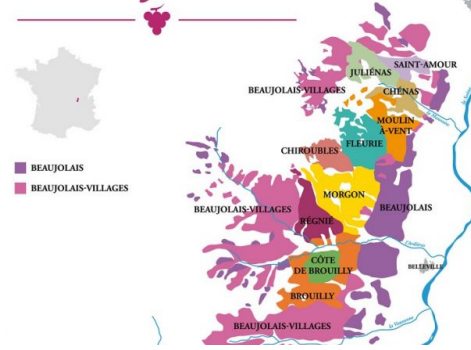 SAINT-AMOUR
JULIÉNAS
BEAUJOLAIS-VILLAGES
CHÉNAS
MOULIN
À-VENT
FLEURIE
CHIROUBLES
BEAUJOLAIS
BEAUJOLAIS-VILLAGES
MORGON
BEAUJOLAIS-VILLAGES
BEAUJOLAIS
RÉGNIÉ
CÔTE
DE BROUILLY
BELLEVILLE
BROUILLY
BEAUJOLAIS-VILLAGES